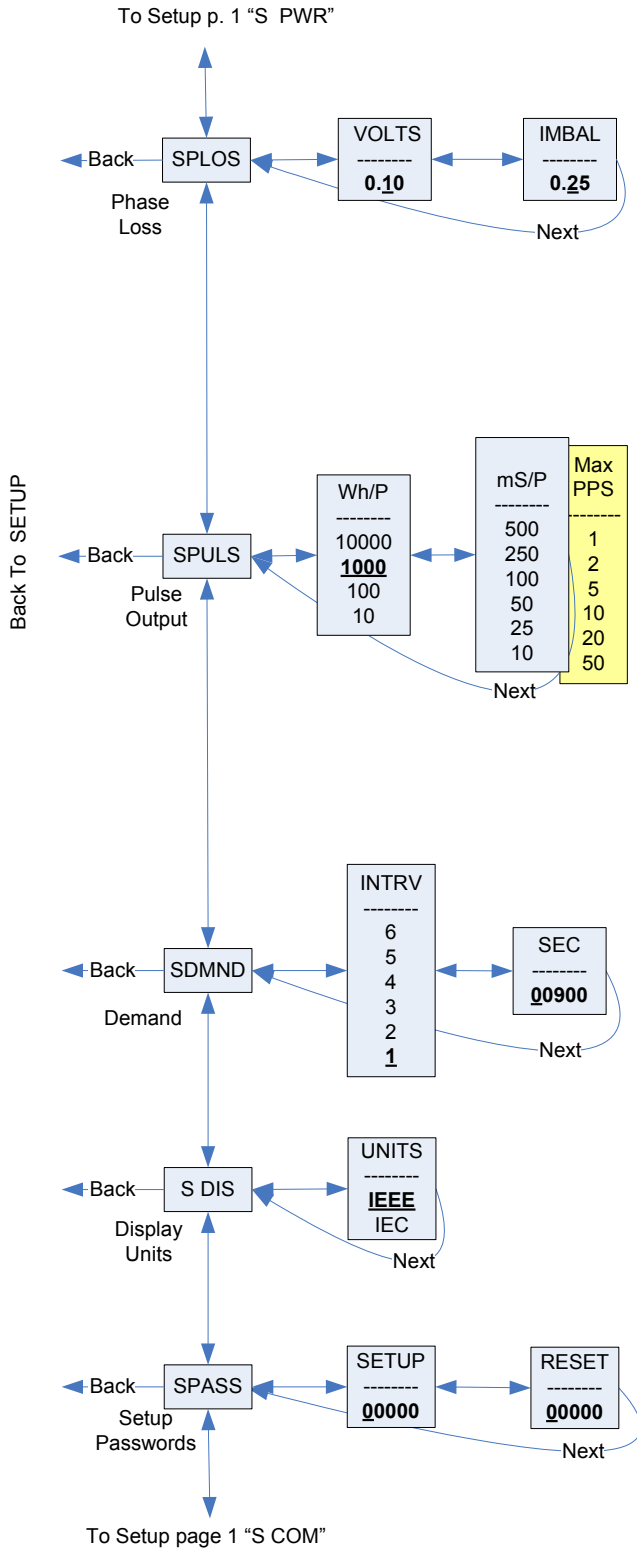 To Setup p. 1 “S PWR”
Back
SPLOS
Phase
Loss
VOLTS
--------
0.10
IMBAL
--------
0.25
Next
Back To SETUP
Back
SPULS
Pulse
Output
Wh/P
--------
10000
1000
100
10
mS/P
--------
500
250
100
50
25
10
Max
PPS
--------
1
2
5
10
20
50
Next
Back
SDMND
Demand
INTRV
--------
6
5
4
3
2
1
SEC
--------
00900
Next
Back
S DIS
Display
Units
UNITS
--------
IEEE
IEC
Next
Back
SPASS
Setup
Passwords
SETUP
--------
00000
RESET
--------
00000
Next
To Setup page 1 “S COM”